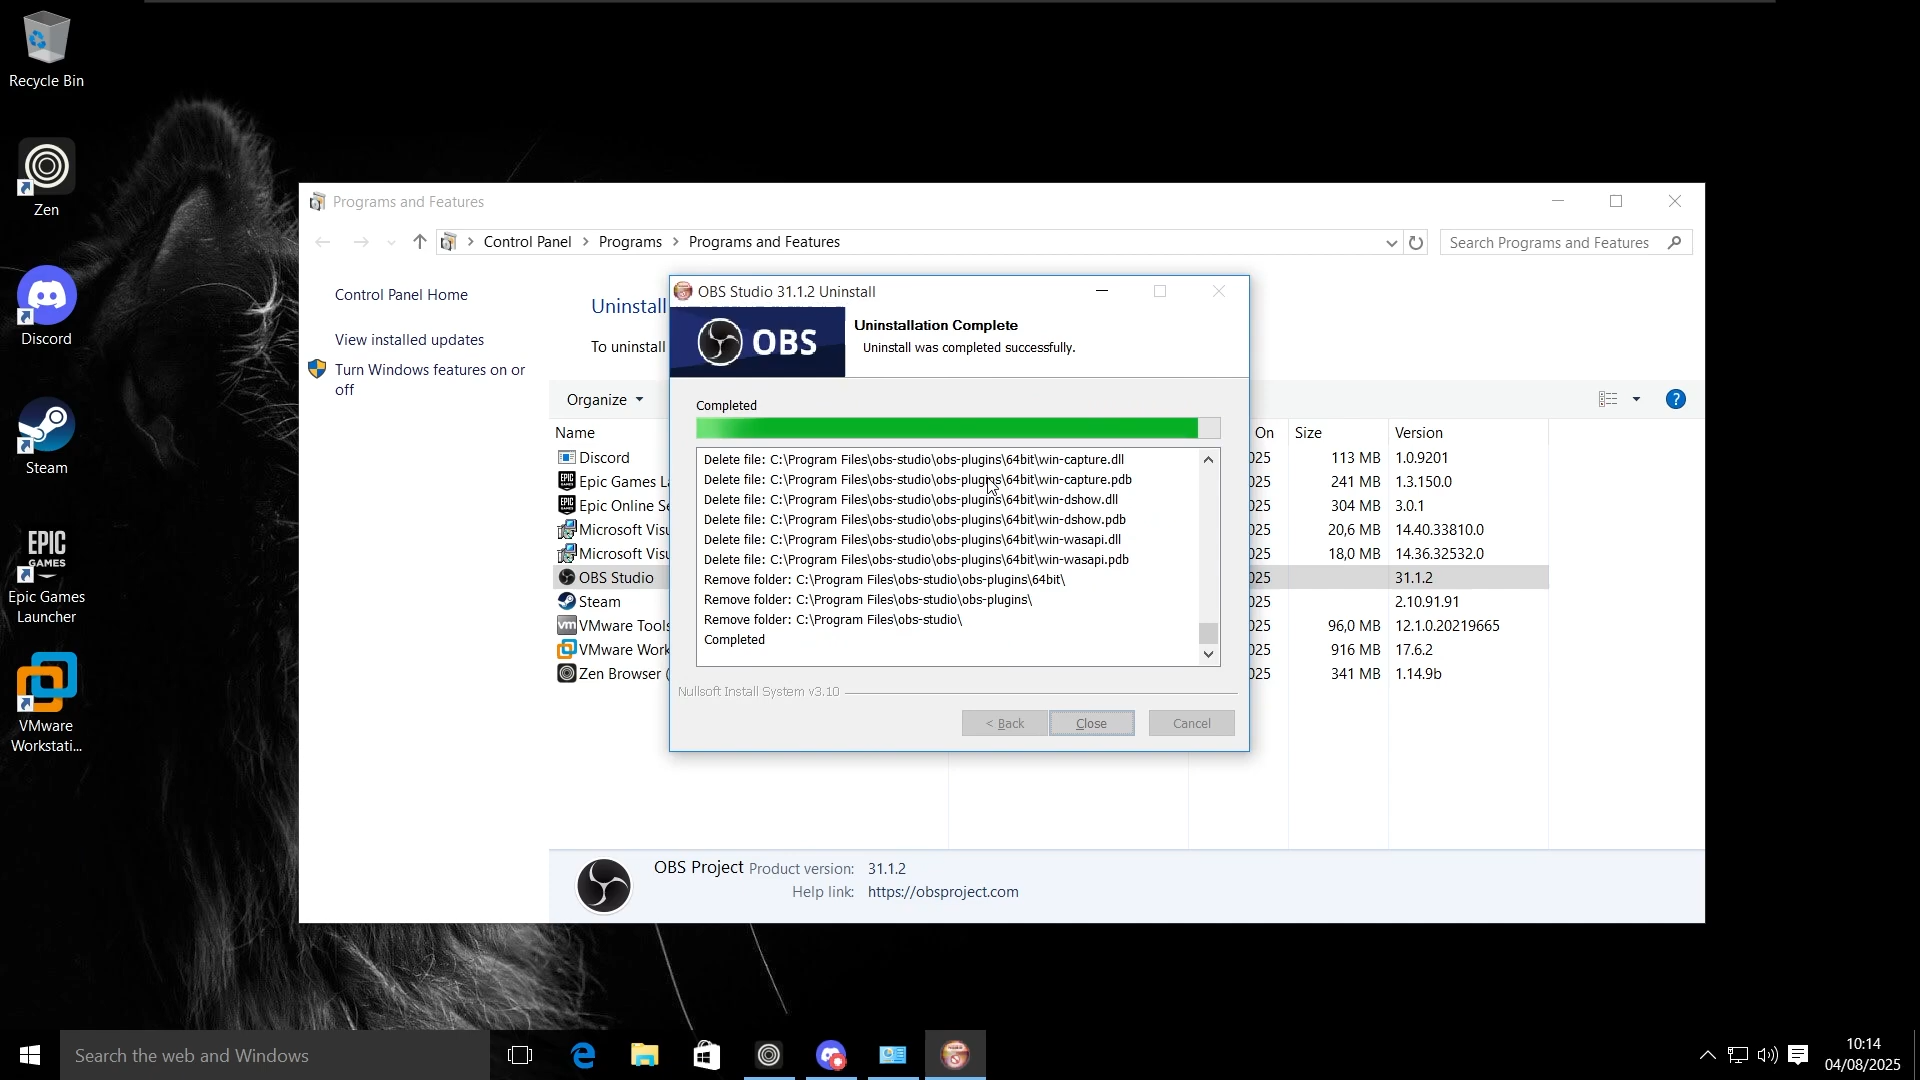 Recycle Bin
Zen
Discord
Steam
EPIC
GAMES
Epic Games
Launcher
VMware
Workstati...
Programs and Features
Control Panel
Programs
Programs and Features
Search Programs and Features
Control Panel Home
View installed updates
Turn Windows features on or
off
Uninstall
To uninstall
Organize
Name
On
Size
Version
Discord
025
113 MB
1.0.9201
Epic Games La
025
241 MB
1.3.150.0
Epic Online Se
025
304 MB
3.0.1
Microsoft Visu
025
20,6 MB
14.40.33810.0
Microsoft Visu
025
18,0 MB
14.36.32532.0
OBS Studio
025
31.1.2
Steam
025
2.10.91.91
VMware Tools
025
96,0 MB
12.1.0.20219665
VMware Work
025
916 MB
17.6.2
Zen Browser (
025
341 MB
1.14.9b
OBS Studio 31.1.2 Uninstall
OBS
Uninstallation Complete
Uninstall was completed successfully.
Completed
Delete file: C:\Program Files\obs-studio\obs-plugins\64bit\win-capture.dll
Delete file: C:\Program Files\obs-studio\obs-plugins\64bit\win-capture.pdb
Delete file: C:\Program Files\obs-studio\obs-plugins\64bit\win-dshow.dll
Delete file: C:\Program Files\obs-studio\obs-plugins\64bit\win-dshow.pdb
Delete file: C:\Program Files\obs-studio\obs-plugins\64bit\win-wasapi.dll
Delete file: C:\Program Files\obs-studio\obs-plugins\64bit\win-wasapi.pdb
Remove folder: C:\Program Files\obs-studio\obs-plugins\64bit\
Remove folder: C:\Program Files\obs-studio\obs-plugins\
Remove folder: C:\Program Files\obs-studio\
Completed
Nullsoft Install System v3.10
< Back
Close
Cancel
OBS Project Product version: 31.1.2
Help link: https://obsproject.com
Search the web and Windows
10:14
04/08/2025